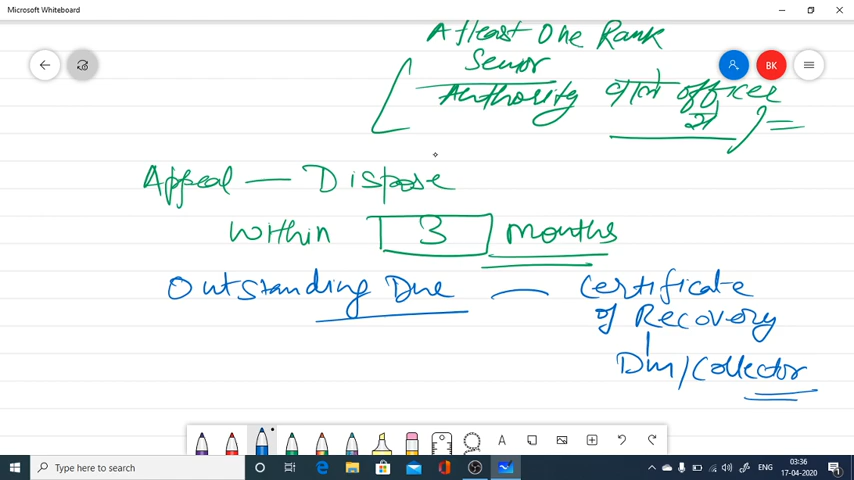 Microsoft Whiteboard
Atleast One Rank
Senior
Authority वाले officer
BK
Appeal — Dispose
Within 3 months
Outstanding Due — Certificate
of Recovery
Dm/Collector
Type here to search
ENG
03:36
17-04-2020